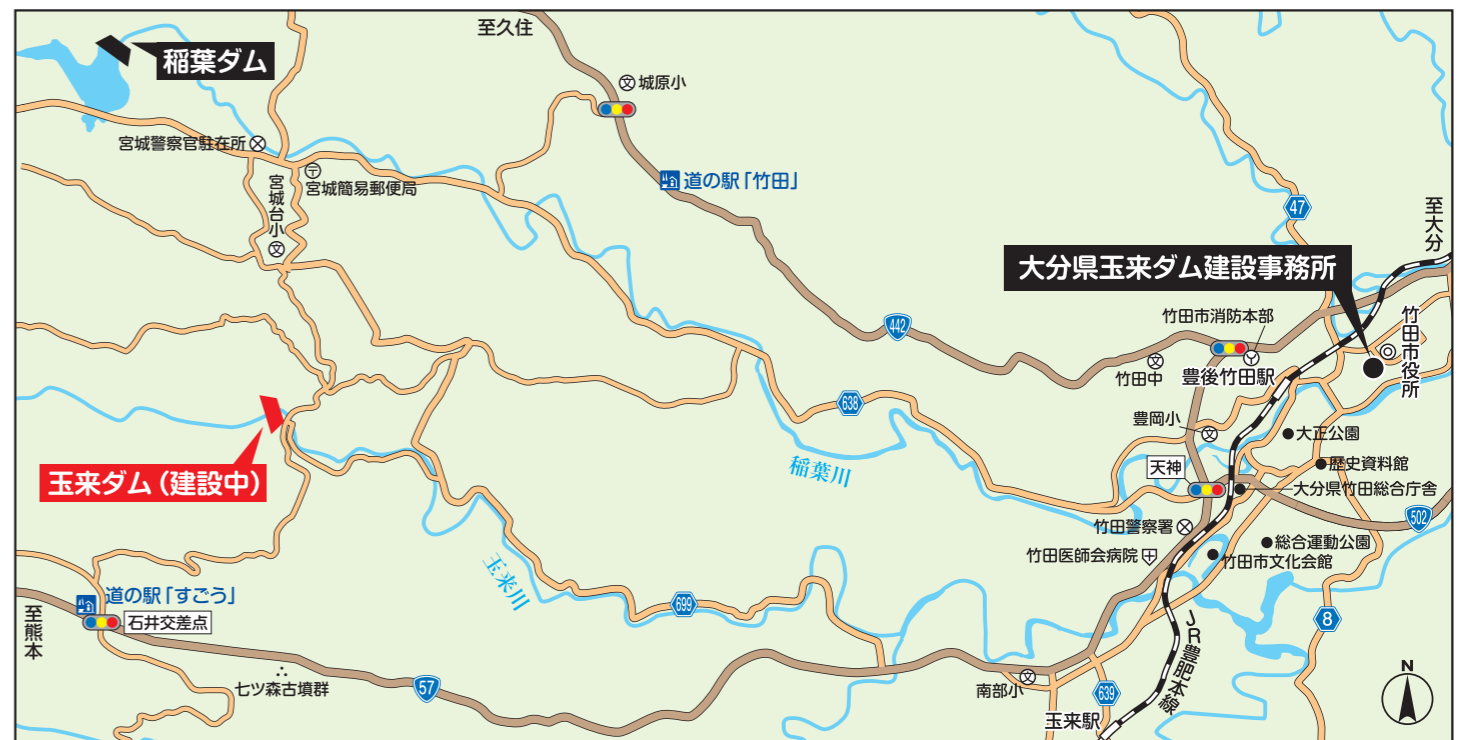 至久住
稲葉ダム
城原小
宮城警察官駐在所
宮城簡易郵便局
宮城台小
道の駅「竹田」
47
至大分
大分県玉来ダム建設事務所
竹田市消防本部
442
竹田市役所
竹田中
豊後竹田駅
638
豊岡小
大正公園
稲葉川
天神
歴史資料館
大分県竹田総合庁舎
玉来ダム（建設中）
502
竹田警察署
総合運動公園
竹田医師会病院
竹田市文化会館
玉来川
道の駅「すごう」
699
石井交差点
至熊本
8
JR豊肥本線
七ツ森古墳群
57
南部小
639
玉来駅
N